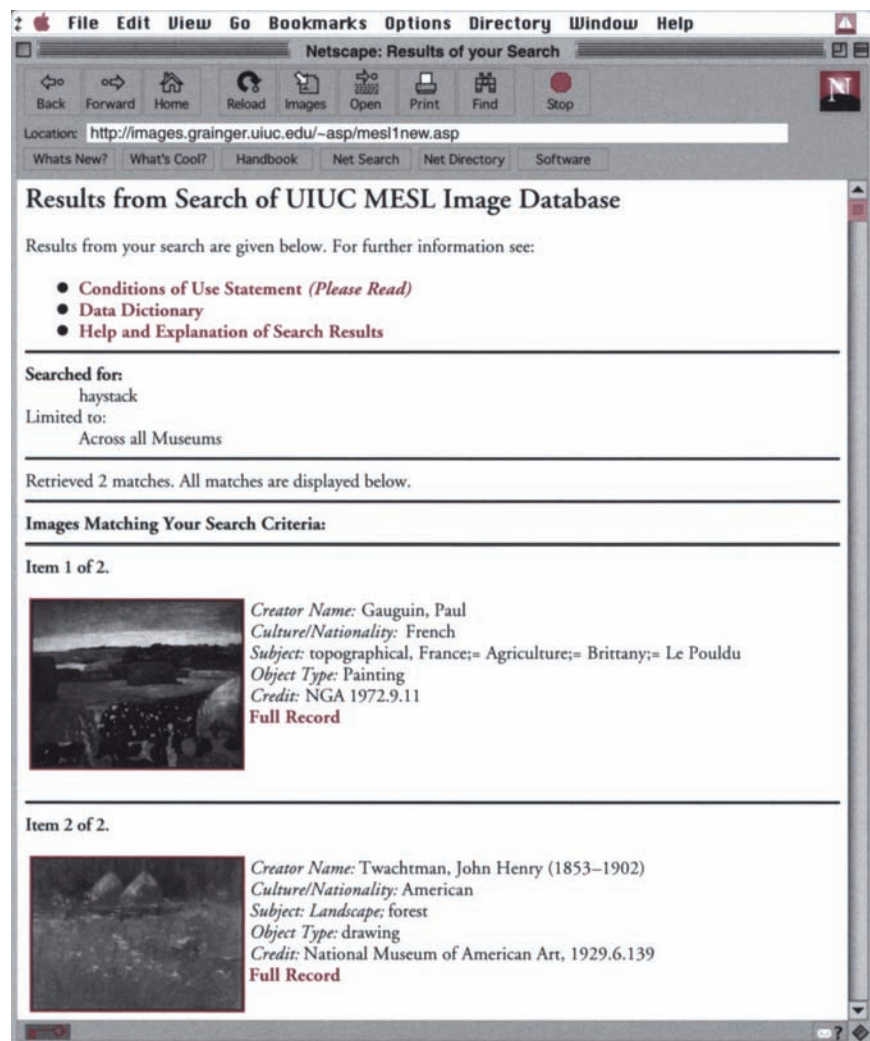 File Edit View Go Bookmarks Options Directory Window Help
Netscape: Results of your Search
Back Forward Home Reload Images Open Print Find Stop
N
Location: http://images.grainger.uiuc.edu/~asp/mesl1new.asp
Whats New? What's Cool? Handbook Net Search Net Directory Software
Results from Search of UIUC MESL Image Database
Results from your search are given below. For further information see:
● Conditions of Use Statement (Please Read)
● Data Dictionary
● Help and Explanation of Search Results
Searched for:
haystack
Limited to:
Across all Museums
Retrieved 2 matches. All matches are displayed below.
Images Matching Your Search Criteria:
Item 1 of 2.
Creator Name: Gauguin, Paul
Culture/Nationality: French
Subject: topographical, France;= Agriculture;= Brittany;= Le Pouldu
Object Type: Painting
Credit: NGA 1972.9.11
Full Record
Item 2 of 2.
Creator Name: Twachtman, John Henry (1853–1902)
Culture/Nationality: American
Subject: Landscape; forest
Object Type: drawing
Credit: National Museum of American Art, 1929.6.139
Full Record
?